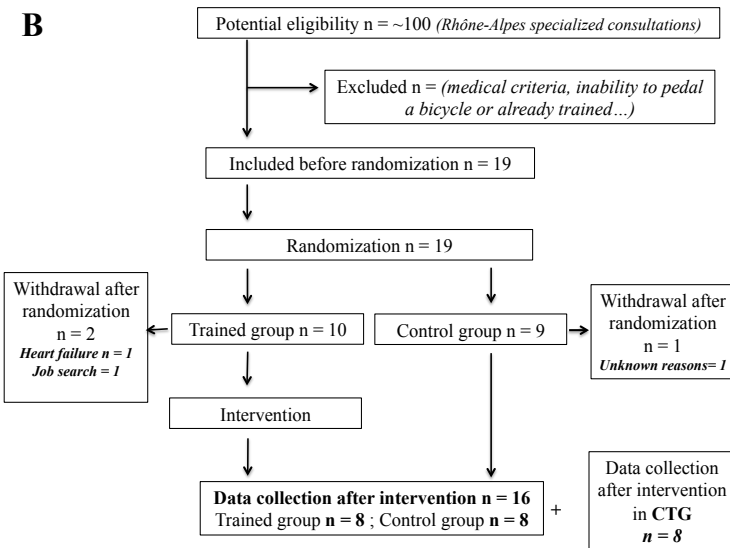 B
Potential eligibility n = ~100 (Rhône-Alpes specialized consultations)
Excluded n = (medical criteria, inability to pedal
a bicycle or already trained…)
Included before randomization n = 19
Randomization n = 19
Withdrawal after
randomization
n = 2
Heart failure n = 1
Job search = 1
Trained group n = 10
Control group n = 9
Withdrawal after
randomization
n = 1
Unknown reasons= 1
Intervention
Data collection after intervention n = 16
Trained group n = 8 ; Control group n = 8
+
Data collection
after intervention
in CTG
n = 8